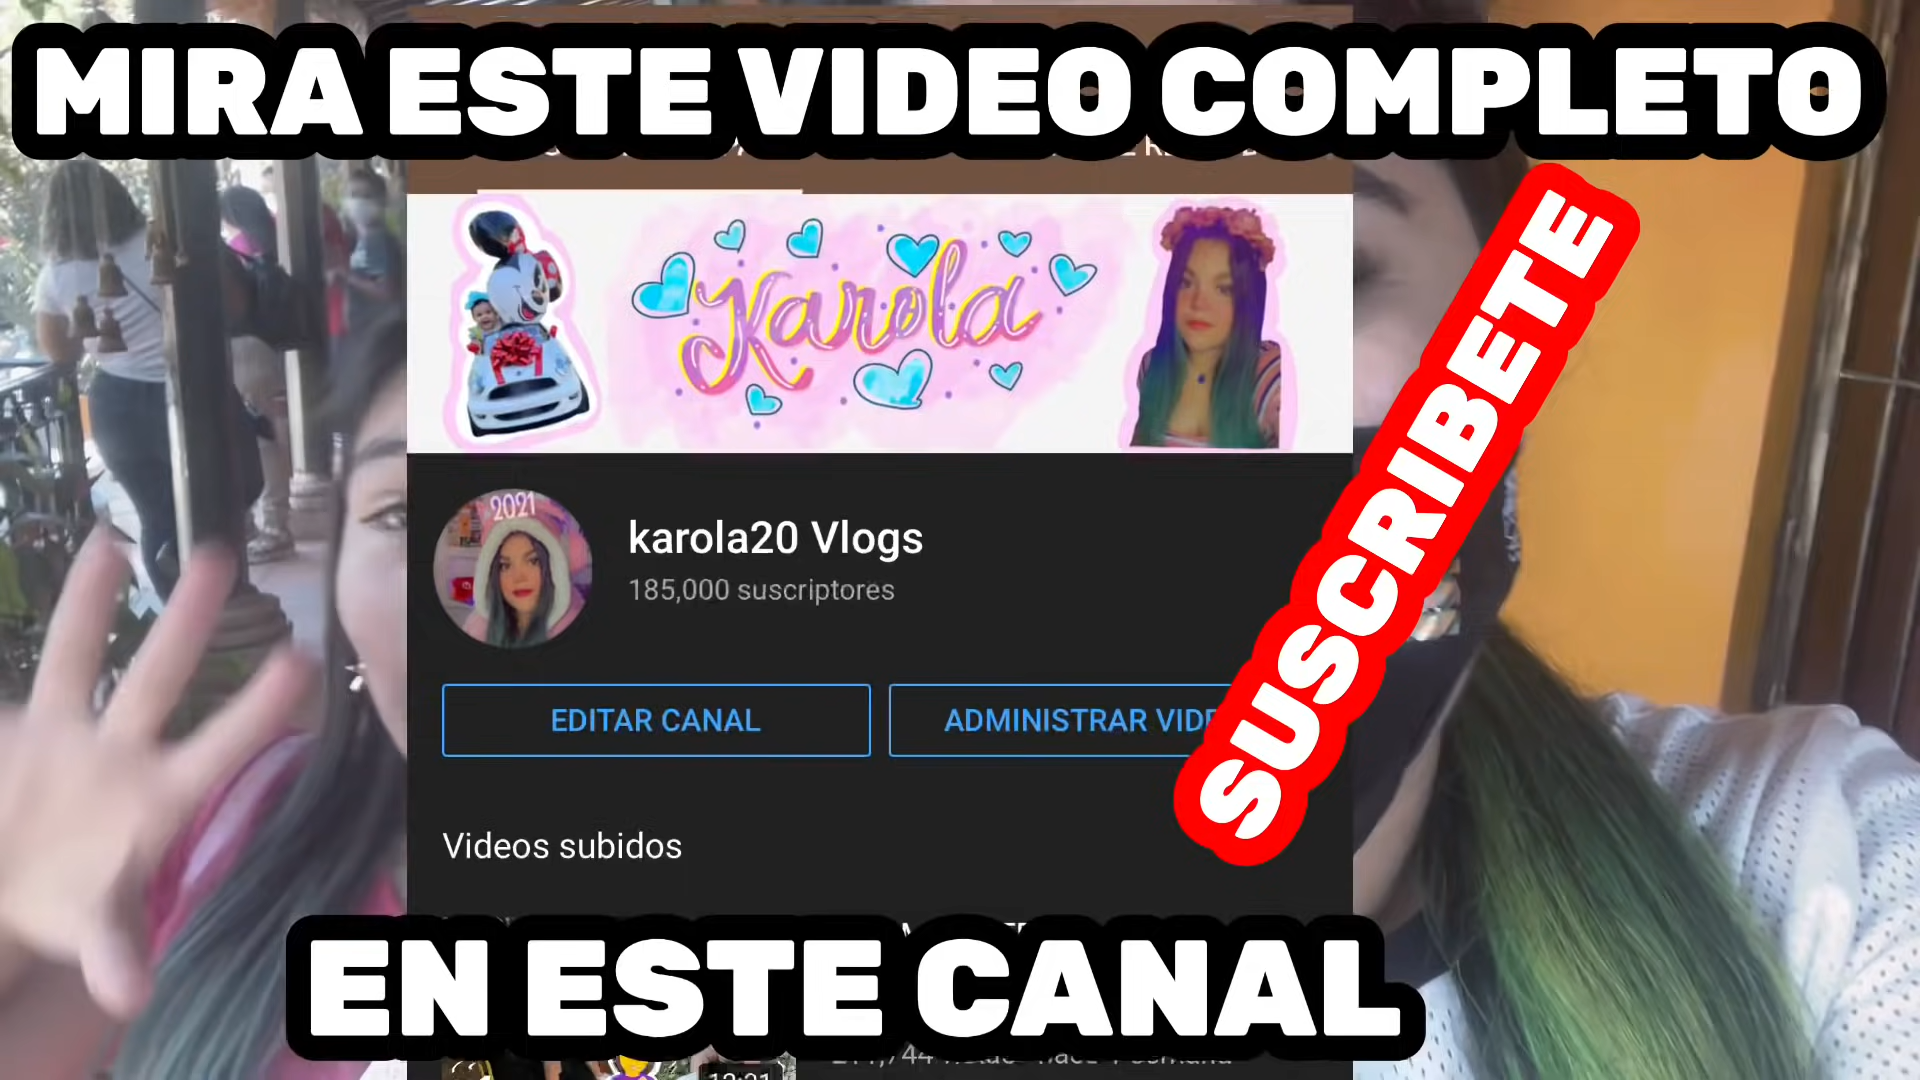 MIRA ESTE VIDEO COMPLETO
Karola
2021
karola20 Vlogs
185,000 suscriptores
SUSCRIBETE
EDITAR CANAL
ADMINISTRAR
Videos subidos
EN ESTE CANAL